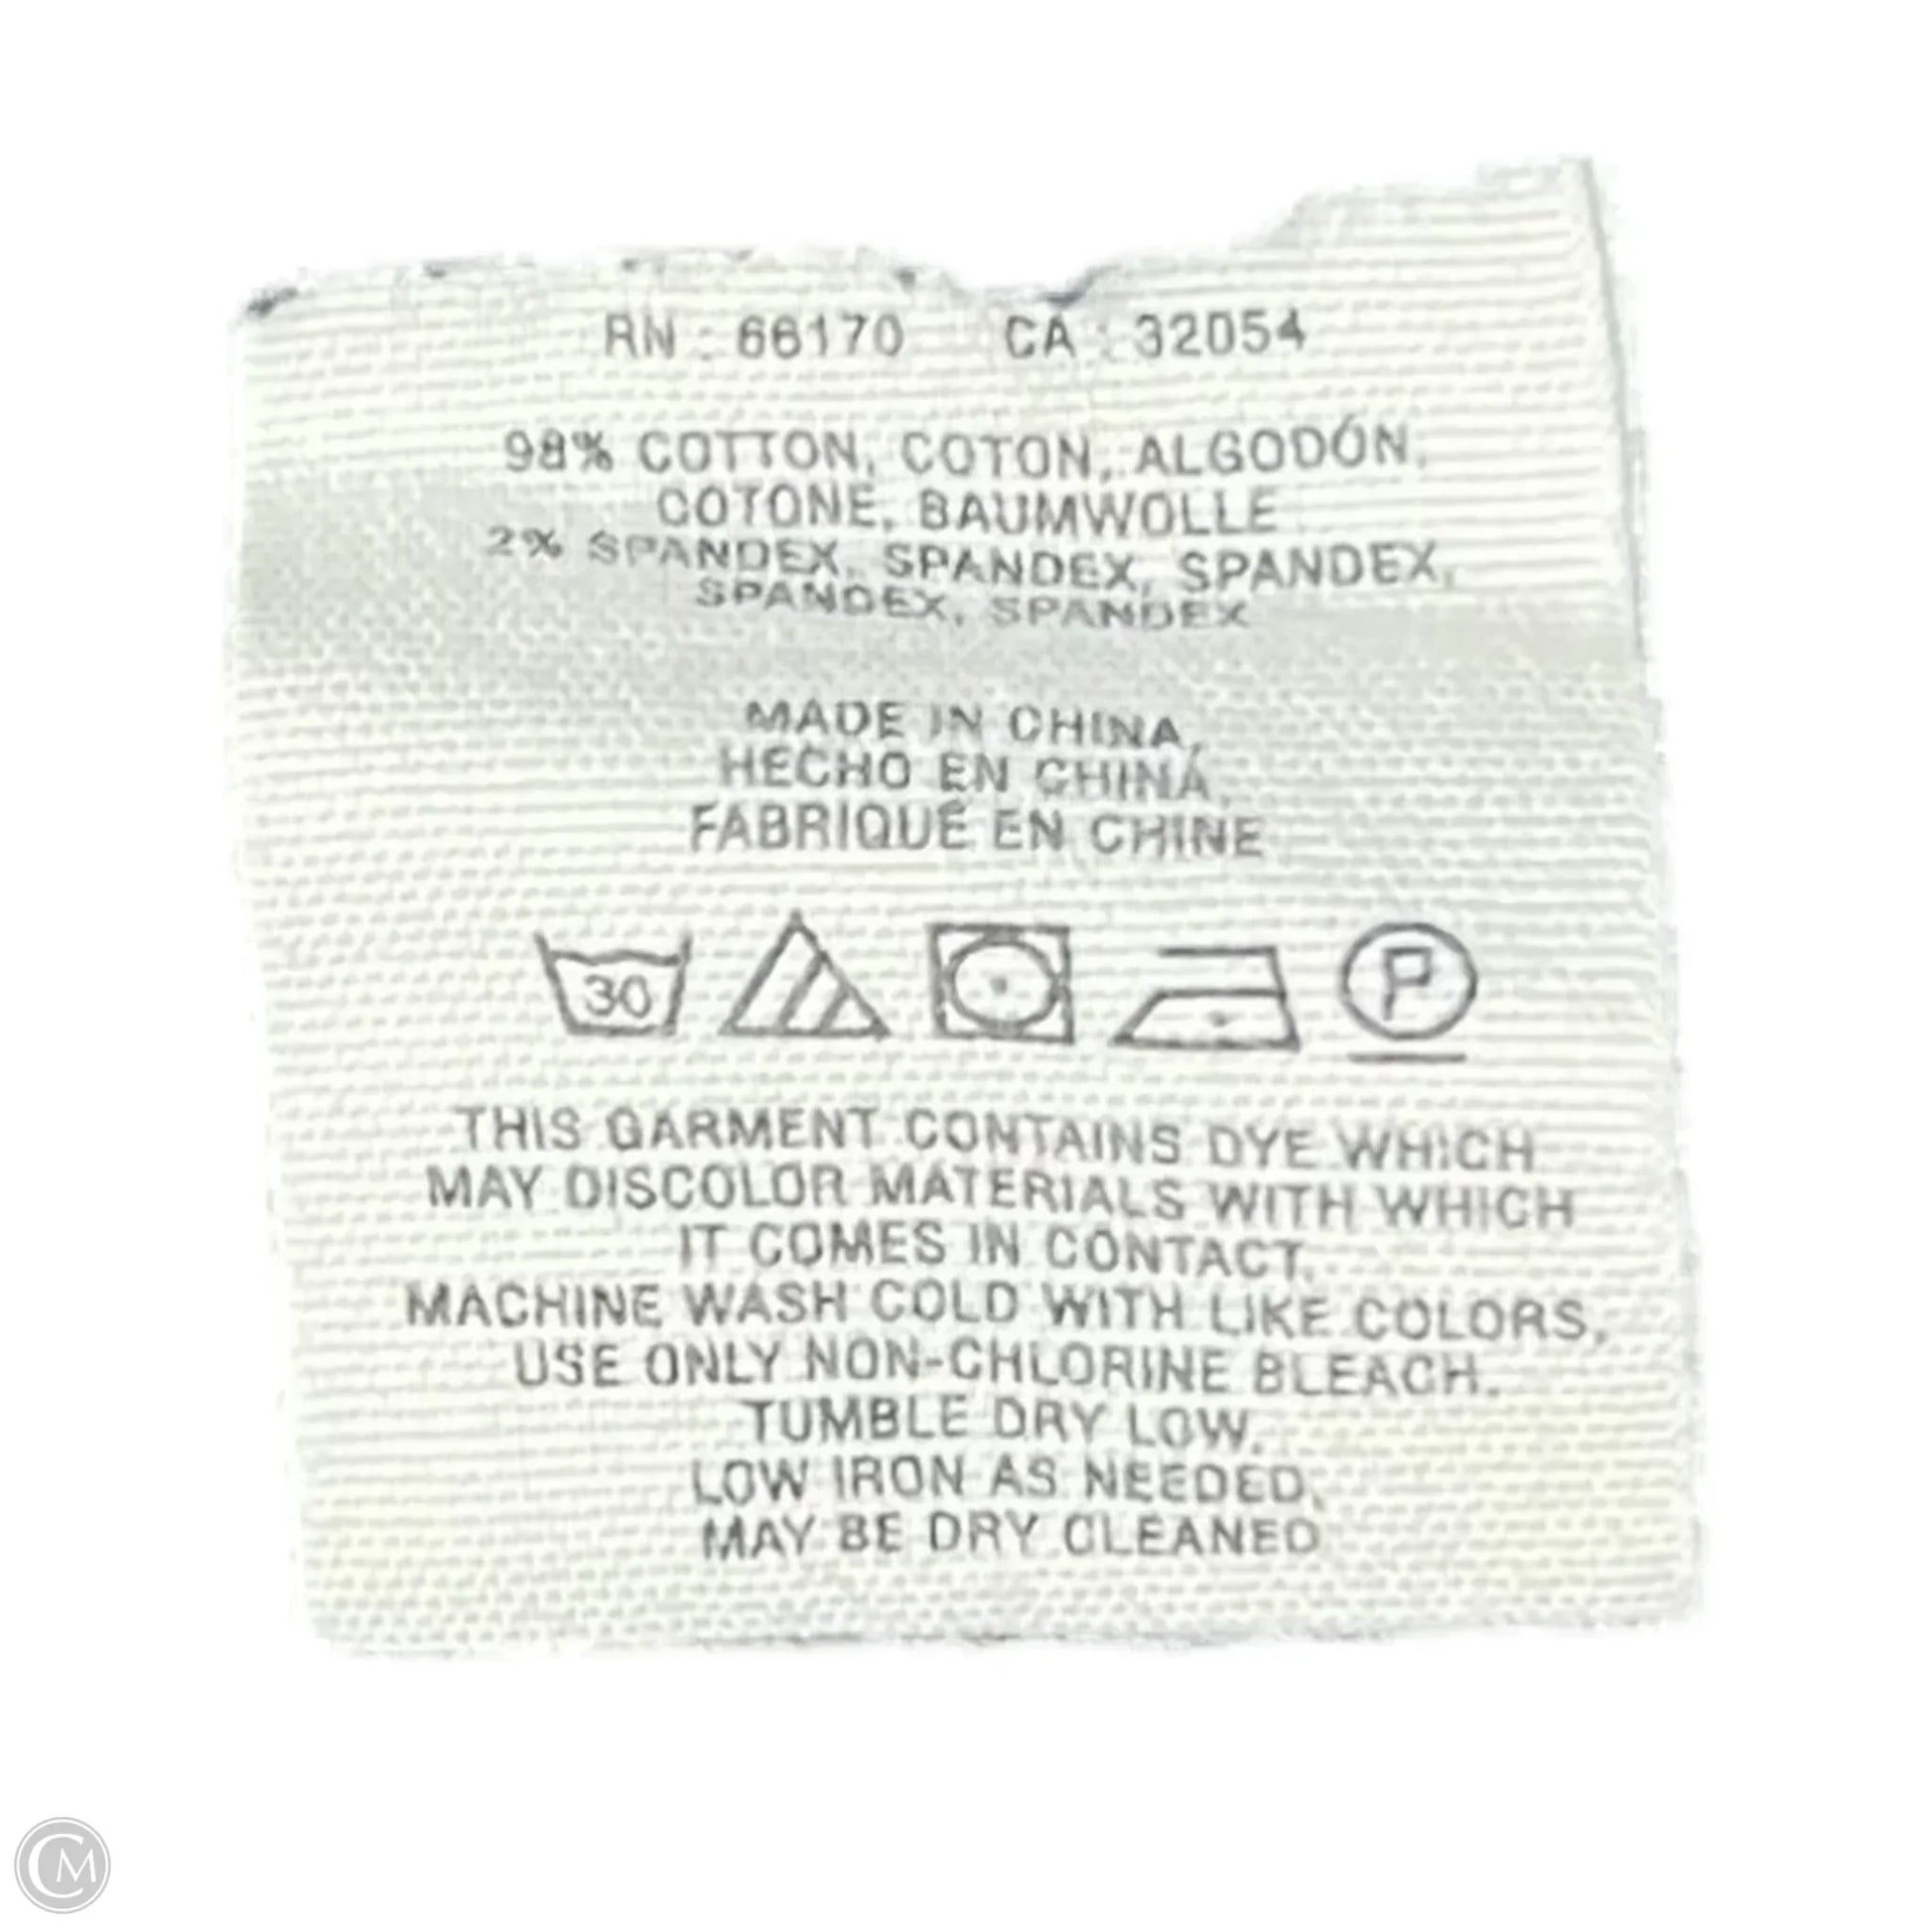 RN : 66170 CA : 32054
98% COTTON, COTON, ALGODÓN,
COTONE, BAUMWOLLE
2% SPANDEX, SPANDEX, SPANDEX,
SPANDEX, SPANDEX
MADE IN CHINA,
HECHO EN CHINA,
FABRIQUÉ EN CHINE
30 P
THIS GARMENT CONTAINS DYE WHICH
MAY DISCOLOR MATERIALS WITH WHICH
IT COMES IN CONTACT.
MACHINE WASH COLD WITH LIKE COLORS,
USE ONLY NON-CHLORINE BLEACH.
TUMBLE DRY LOW.
LOW IRON AS NEEDED,
MAY BE DRY CLEANED
CM